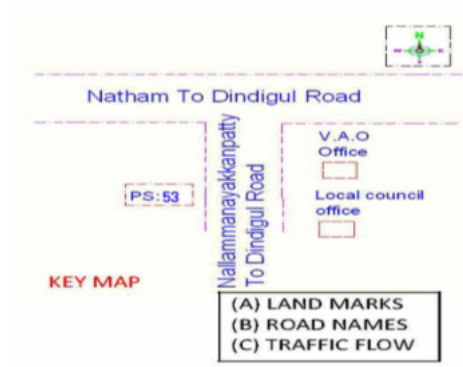 N
Natham To Dindigul Road
Nallammanayakkanpatty
To Dindigul Road
V.A.O
Office
PS:53
Local council
office
KEY MAP
(A) LAND MARKS
(B) ROAD NAMES
(C) TRAFFIC FLOW